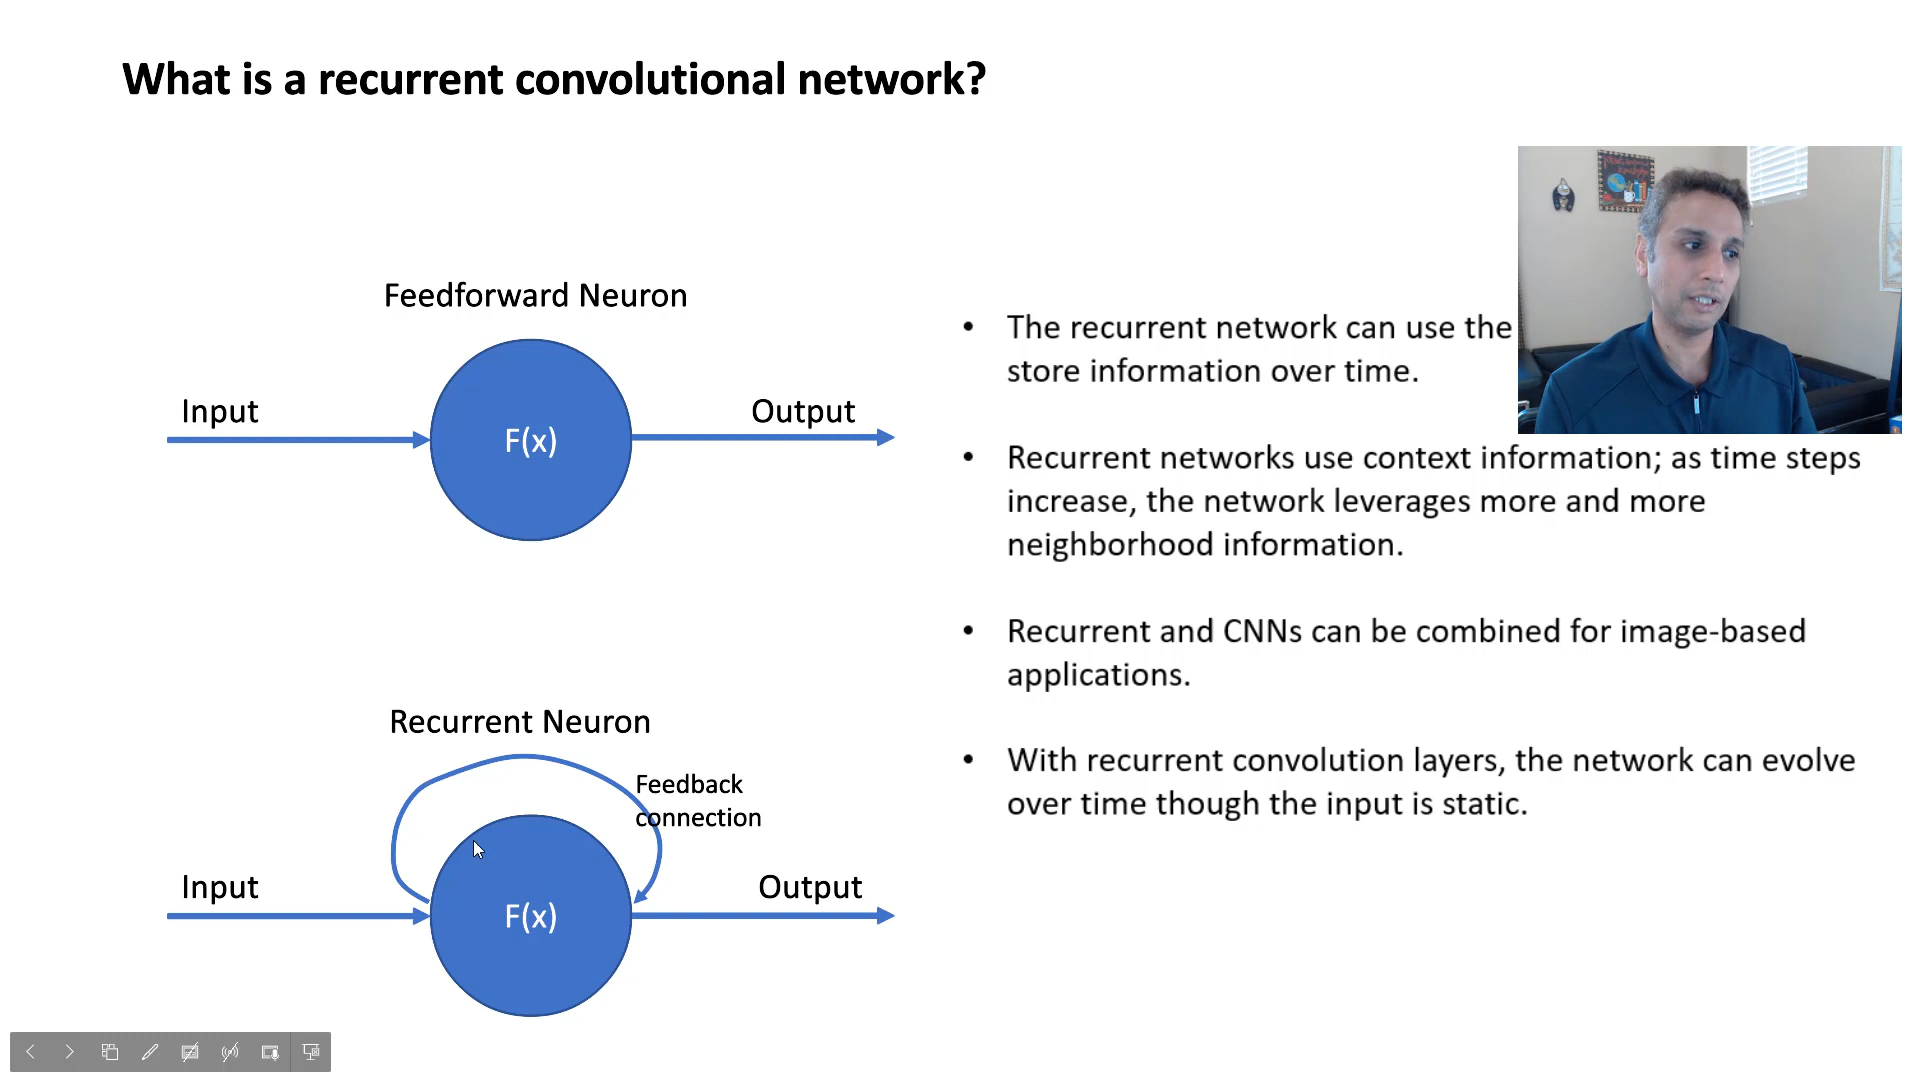 What is a recurrent convolutional network?
Feedforward Neuron
Input
F(x)
Output
Recurrent Neuron
Feedback
connection
Input
F(x)
Output
• The recurrent network can use the
store information over time.
• Recurrent networks use context information; as time steps
increase, the network leverages more and more
neighborhood information.
• Recurrent and CNNs can be combined for image-based
applications.
• With recurrent convolution layers, the network can evolve
over time though the input is static.